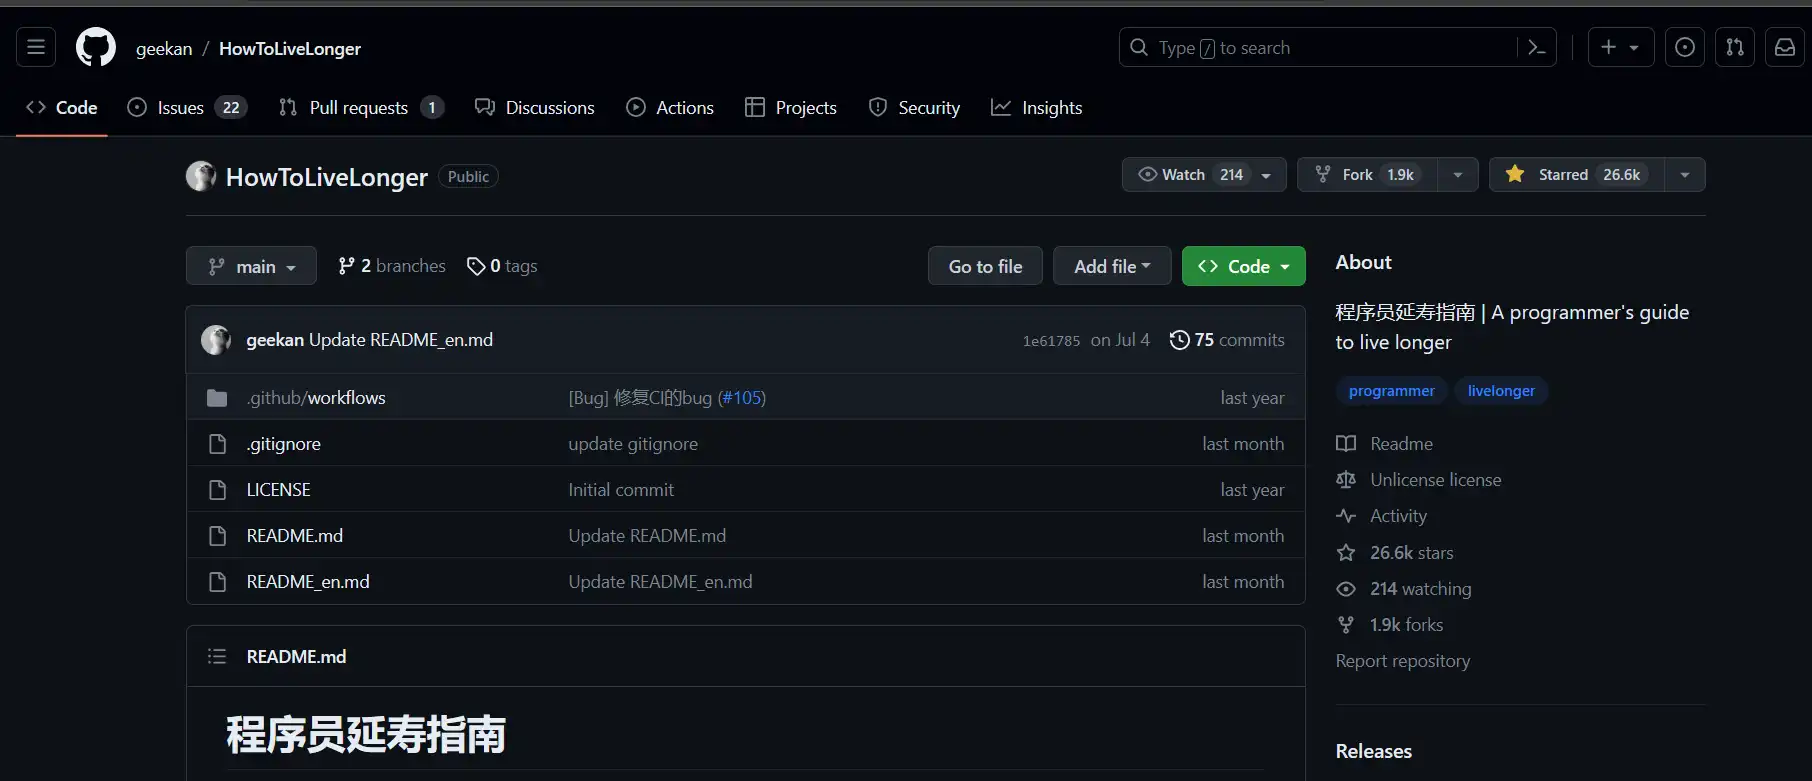 geekan / HowToLiveLonger
Type / to search
Code Issues 22 Pull requests 1 Discussions Actions Projects Security Insights
HowToLiveLonger Public
Watch 214 Fork 1.9k Starred 26.6k
main 2 branches 0 tags
Go to file Add file Code
geekan Update README_en.md 1e61785 on Jul 4 75 commits
.github/workflows [Bug] 修复CI的bug (#105) last year
.gitignore update gitignore last month
LICENSE Initial commit last year
README.md Update README.md last month
README_en.md Update README_en.md last month
README.md
程序员延寿指南
About
程序员延寿指南 | A programmer's guide
to live longer
programmer livelonger
Readme
Unlicense license
Activity
26.6k stars
214 watching
1.9k forks
Report repository
Releases